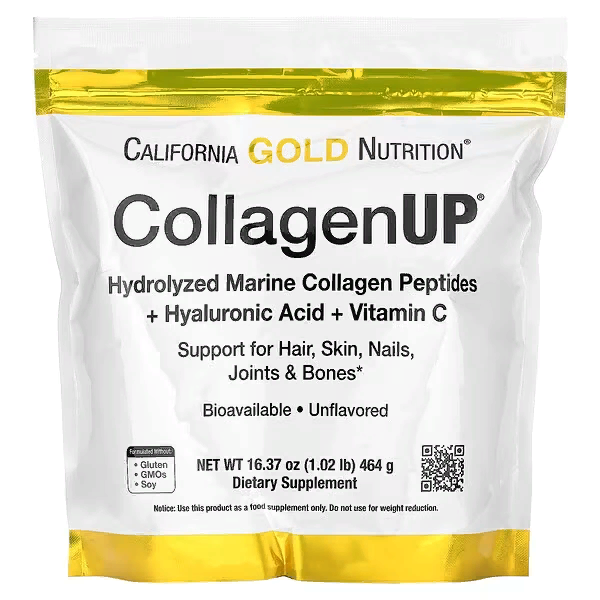 CALIFORNIA GOLD NUTRITION®
CollagenUP®
Hydrolyzed Marine Collagen Peptides
+ Hyaluronic Acid + Vitamin C
Support for Hair, Skin, Nails,
Joints & Bones*
Bioavailable • Unflavored
Formulated Without:
• Gluten
• GMOs
• Soy
NET WT 16.37 oz (1.02 lb) 464 g
Dietary Supplement
Notice: Use this product as a food supplement only. Do not use for weight reduction.